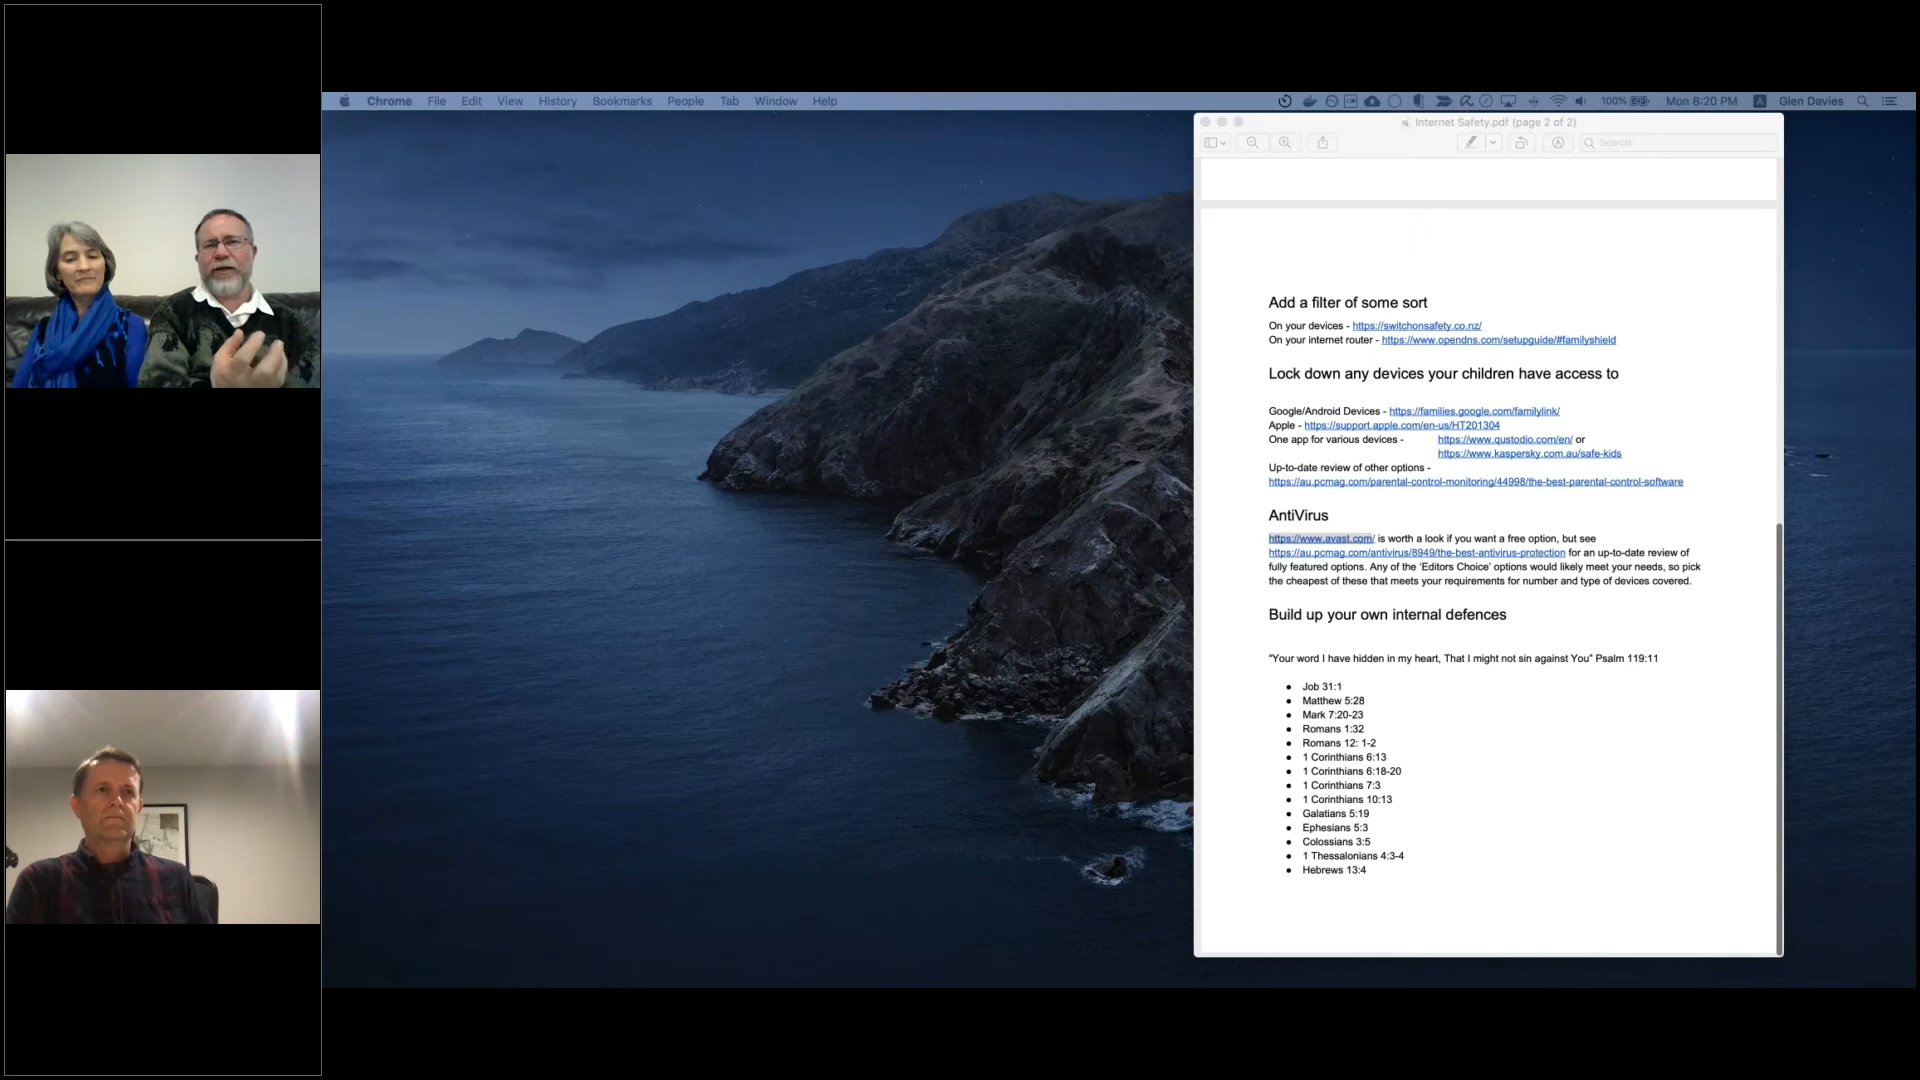 Chrome File Edit View History Bookmarks People Tab Window Help
100% Mon 8:20 PM A Glen Davies
Internet Safety.pdf (page 2 of 2)
Search
Add a filter of some sort
On your devices - https://switchonsafety.co.nz/
On your internet router - https://www.opendns.com/setupguide/#familyshield
Lock down any devices your children have access to
Google/Android Devices - https://families.google.com/familylink/
Apple - https://support.apple.com/en-us/HT201304
One app for various devices - https://www.qustodio.com/en/ or
https://www.kaspersky.com.au/safe-kids
Up-to-date review of other options -
https://au.pcmag.com/parental-control-monitoring/44998/the-best-parental-control-software
AntiVirus
https://www.avast.com/ is worth a look if you want a free option, but see
https://au.pcmag.com/antivirus/8949/the-best-antivirus-protection for an up-to-date review of
fully featured options. Any of the 'Editors Choice' options would likely meet your needs, so pick
the cheapest of these that meets your requirements for number and type of devices covered.
Build up your own internal defences
"Your word I have hidden in my heart, That I might not sin against You" Psalm 119:11
● Job 31:1
● Matthew 5:28
● Mark 7:20-23
● Romans 1:32
● Romans 12: 1-2
● 1 Corinthians 6:13
● 1 Corinthians 6:18-20
● 1 Corinthians 7:3
● 1 Corinthians 10:13
● Galatians 5:19
● Ephesians 5:3
● Colossians 3:5
● 1 Thessalonians 4:3-4
● Hebrews 13:4